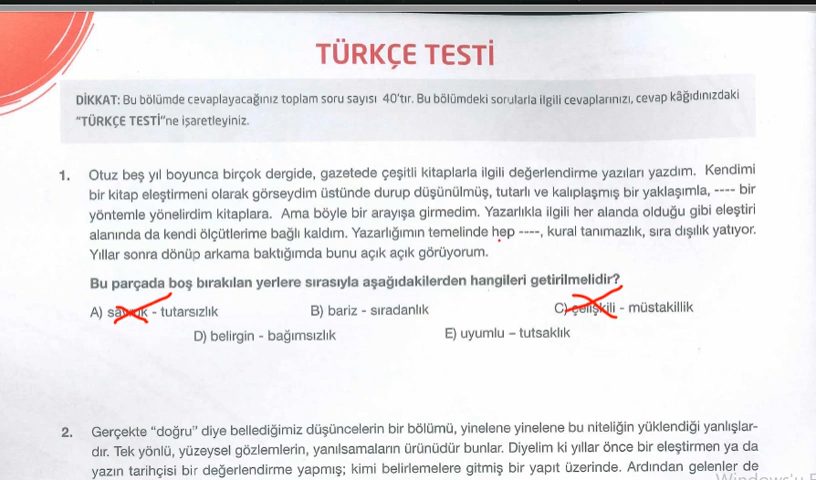 TÜRKÇE TESTİ
DİKKAT: Bu bölümde cevaplayacağınız toplam soru sayısı 40'tır. Bu bölümdeki sorularla ilgili cevaplarınızı, cevap kâğıdınızdaki
"TÜRKÇE TESTİ"ne işaretleyiniz.
1. Otuz beş yıl boyunca birçok dergide, gazetede çeşitli kitaplarla ilgili değerlendirme yazıları yazdım. Kendimi
bir kitap eleştirmeni olarak görseydim üstünde durup düşünülmüş, tutarlı ve kalıplaşmış bir yaklaşımla, ---- bir
yöntemle yönelirdim kitaplara. Ama böyle bir arayışa girmedim. Yazarlıkla ilgili her alanda olduğu gibi eleştiri
alanında da kendi ölçütlerime bağlı kaldım. Yazarlığımın temelinde hep ----, kural tanımazlık, sıra dışılık yatıyor.
Yıllar sonra dönüp arkama baktığımda bunu açık açık görüyorum.
Bu parçada boş bırakılan yerlere sırasıyla aşağıdakilerden hangileri getirilmelidir?
A) - tutarsızlık B) bariz - sıradanlık C) çelişkili - müstakillik
D) belirgin - bağımsızlık E) uyumlu – tutsaklık
2. Gerçekte “doğru” diye bellediğimiz düşüncelerin bir bölümü, yinelene yinelene bu niteliğin yüklendiği yanlışlar-
dır. Tek yönlü, yüzeysel gözlemlerin, yanılsamaların ürünüdür bunlar. Diyelim ki yıllar önce bir eleştirmen ya da
yazın tarihçisi bir değerlendirme yapmış; kimi belirlemelere gitmiş bir yapıt üzerinde. Ardından gelenler de